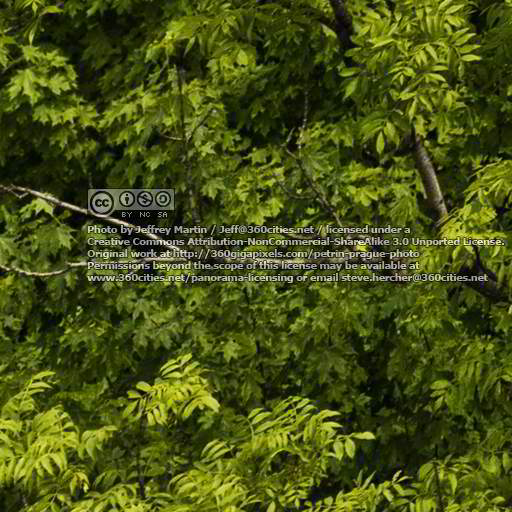 cc BY NC SA
Photo by Jeffrey Martin / Jeff@360cities.net / licensed under a
Creative Commons Attribution-NonCommercial-ShareAlike 3.0 Unported License.
Original work at http://360gigapixels.com/petrin-prague-photo
Permissions beyond the scope of this license may be available at
www.360cities.net/panorama-licensing or email steve.hercher@360cities.net